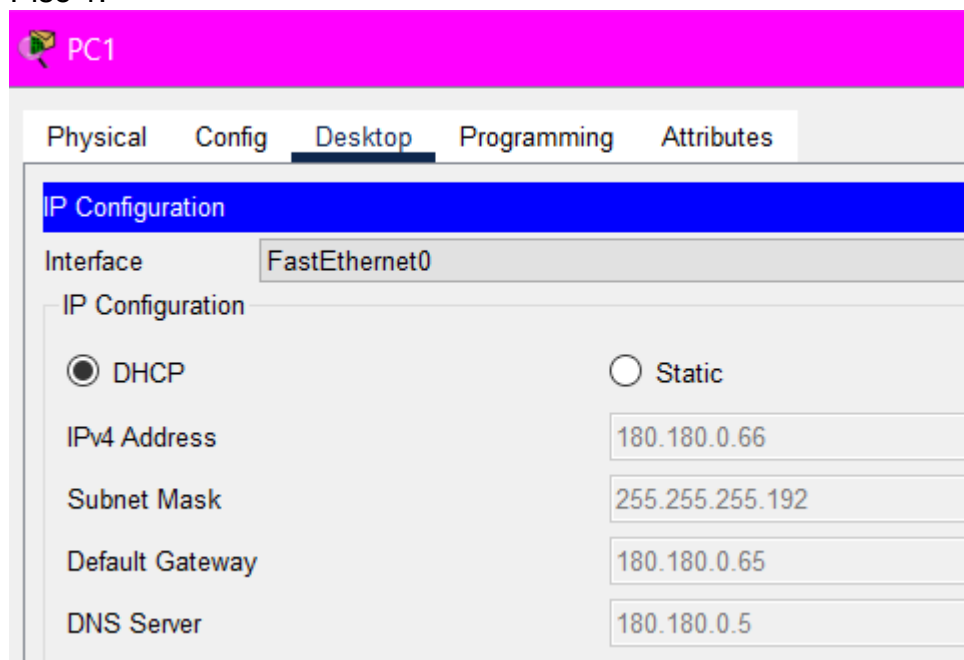 PC1
Physical Config Desktop Programming Attributes
IP Configuration
Interface FastEthernet0
IP Configuration
DHCP Static
IPv4 Address 180.180.0.66
Subnet Mask 255.255.255.192
Default Gateway 180.180.0.65
DNS Server 180.180.0.5